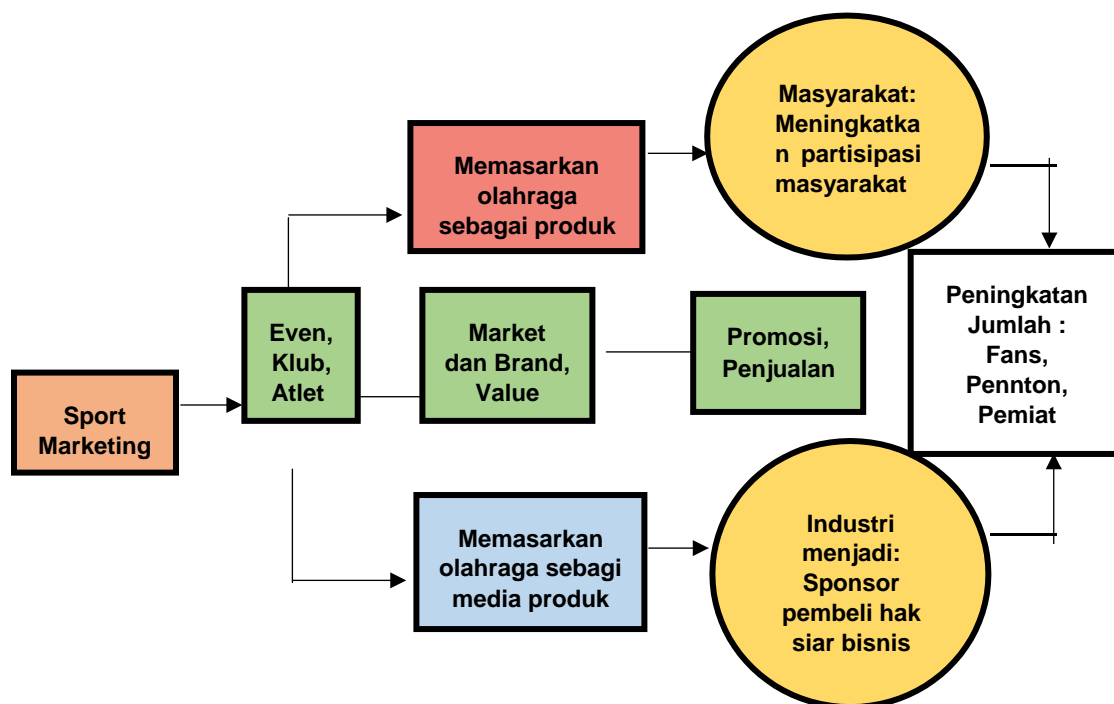 Sport
Marketing
Even,
Klub,
Atlet
Memasarkan
olahraga
sebagai produk
Masyarakat:
Meningkatka
n partisipasi
masyarakat
Market
dan Brand,
Value
Promosi,
Penjualan
Memasarkan
olahraga sebagi
media produk
Industri
menjadi:
Sponsor
pembeli hak
siar bisnis
Peningkatan
Jumlah :
Fans,
Pennton,
Pemiat